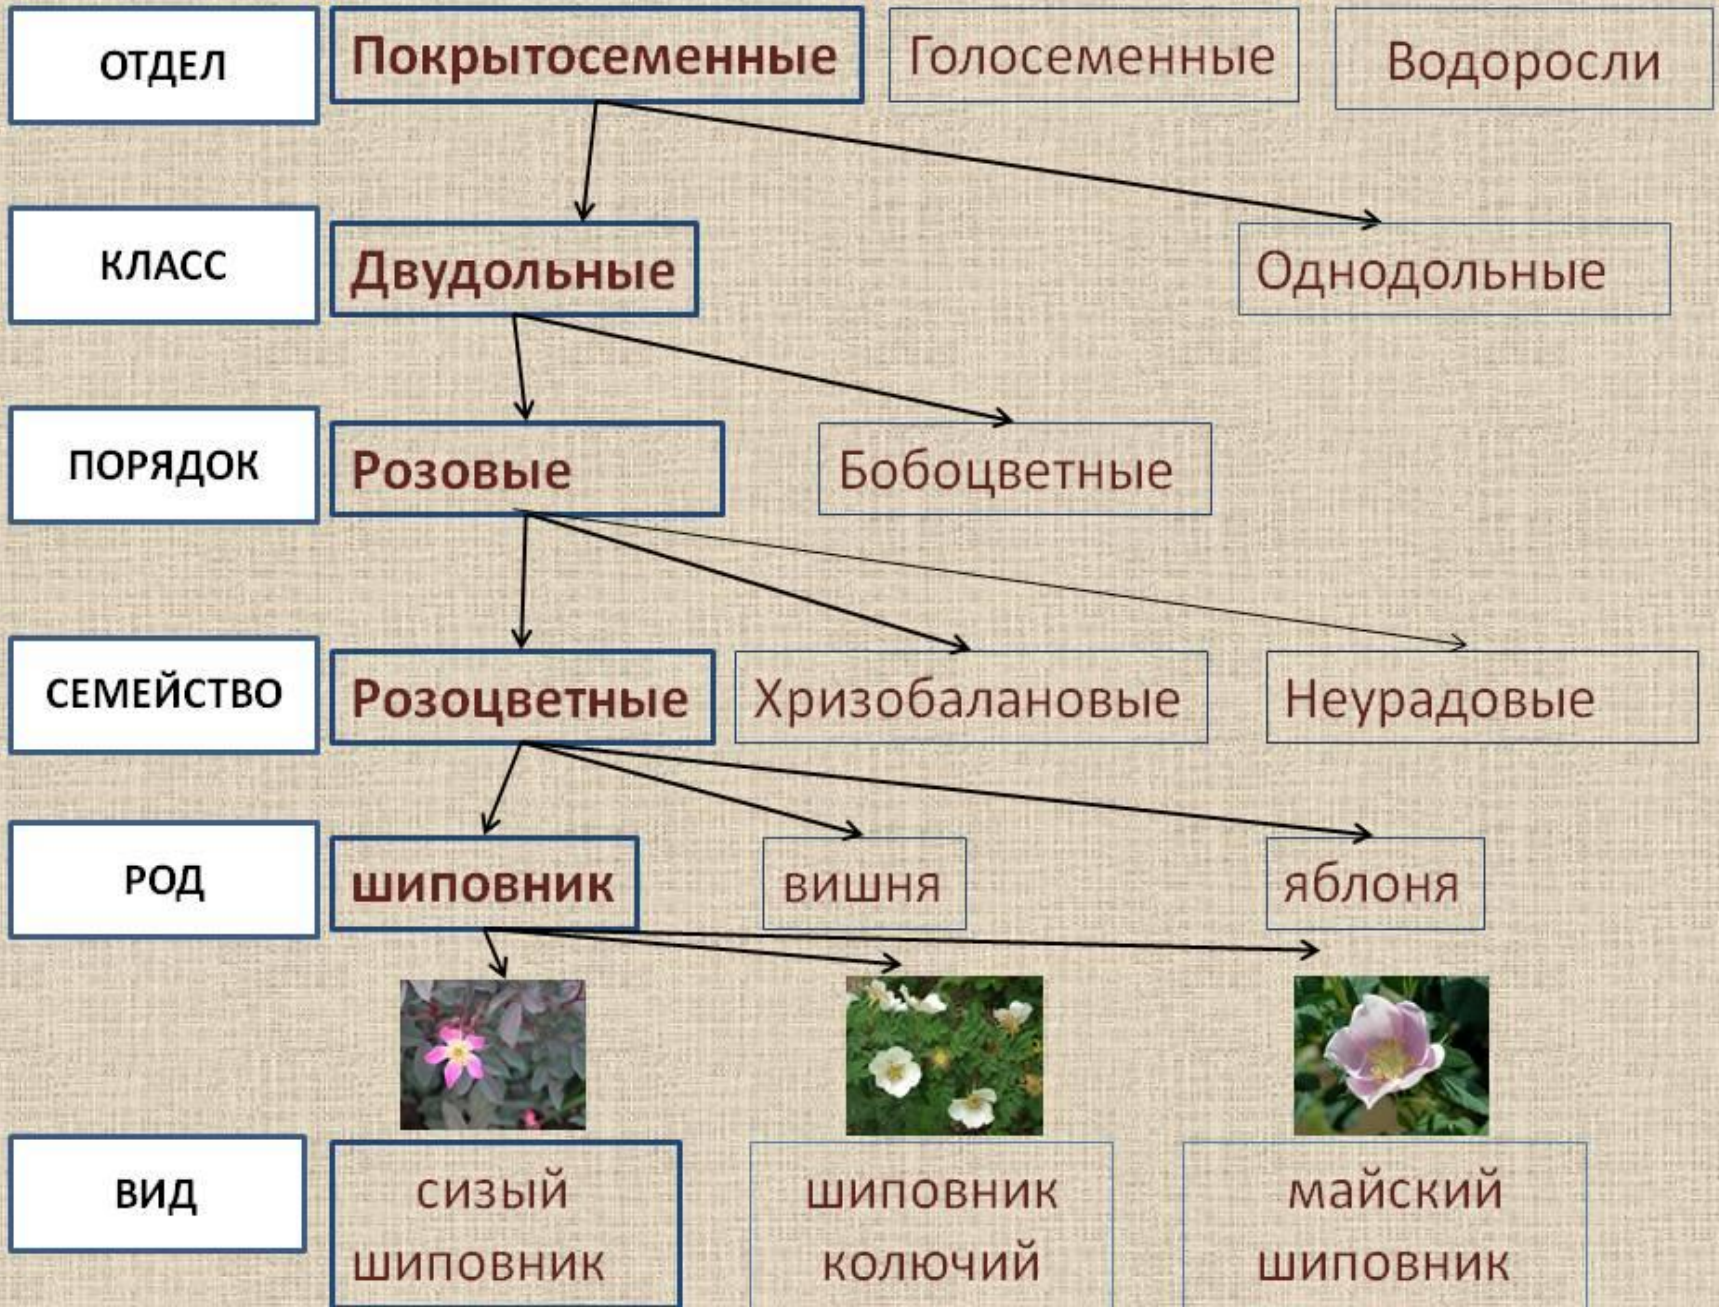 ОТДЕЛ Покрытосеменные Голосеменные Водоросли
КЛАСС Двудольные Однодольные
ПОРЯДОК Розовые Бобоцветные
СЕМЕЙСТВО Розоцветные Хризобалановые Неурадовые
РОД шиповник вишня яблоня
ВИД
сизый
шиповник
шиповник
колючий
майский
шиповник